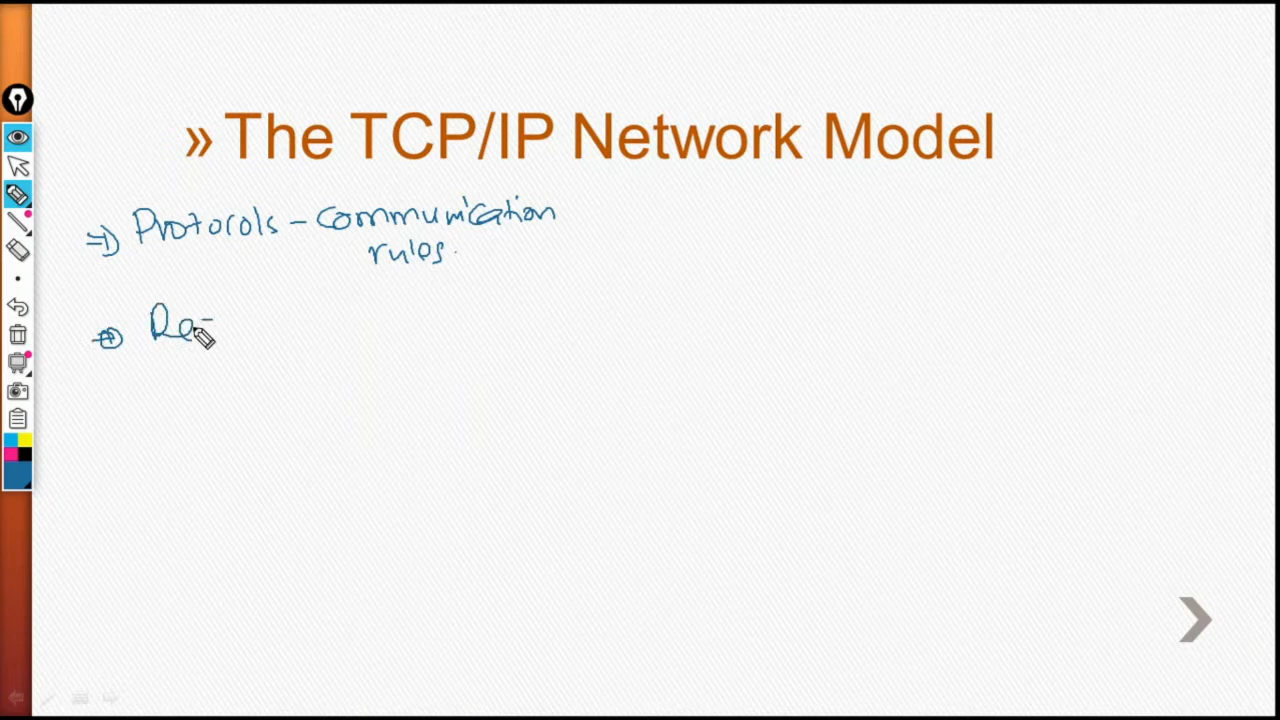 » The TCP/IP Network Model
⇒ Protocols – Communication
rules.